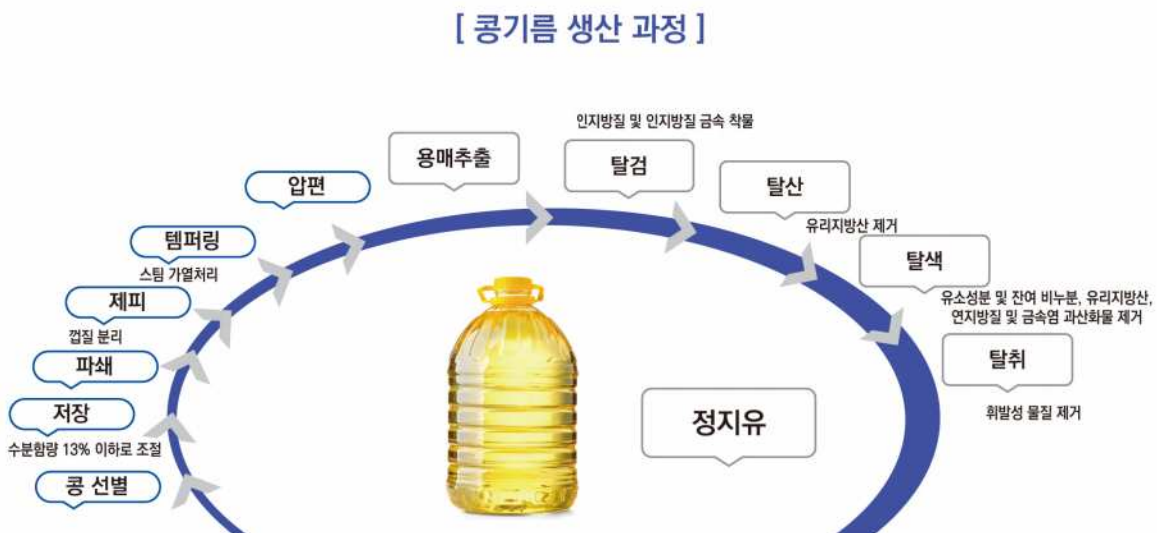 [ 콩기름 생산 과정 ]
콩 선별
저장
수분함량 13% 이하로 조절
파쇄
제피
껍질 분리
템퍼링
스팀 가열처리
압편
용매추출
인지방질 및 인지방질 금속 착물
탈검
탈산
유리지방산 제거
탈색
유소성분 및 잔여 비누분, 유리지방산,
연지방질 및 금속염 과산화물 제거
탈취
휘발성 물질 제거
정지유